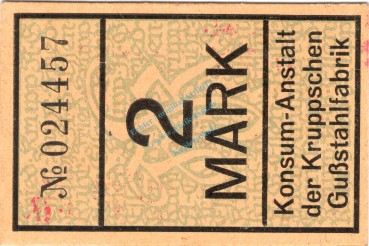 № 024457
2
MARK
Konsum-Anstalt
der Kruppschen
Gußstahlfabrik